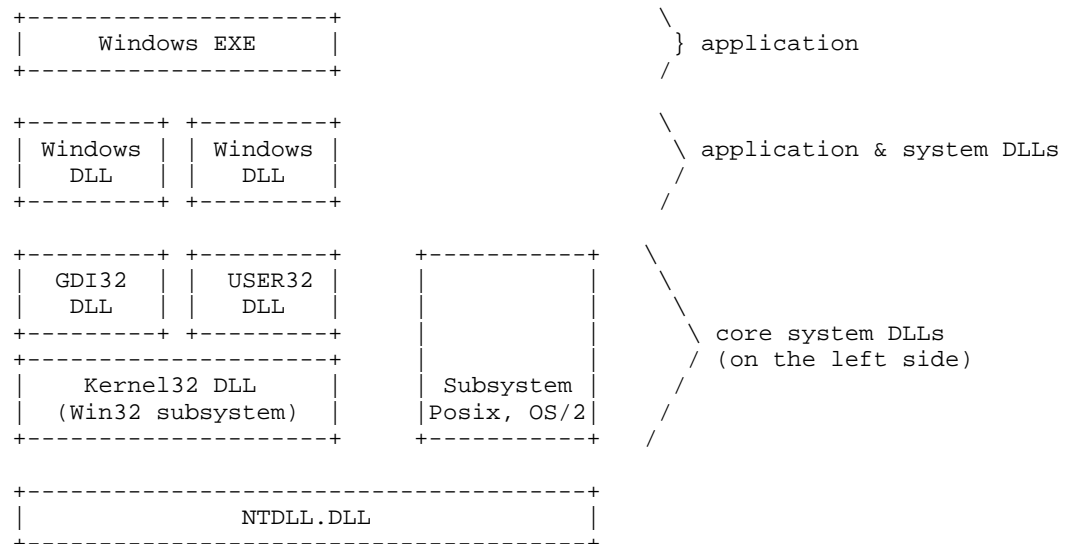 Windows EXE
} application
Windows DLL
Windows DLL
application & system DLLs
GDI32 DLL
USER32 DLL
core system DLLs
(on the left side)
Kernel32 DLL
(Win32 subsystem)
Subsystem
Posix, OS/2
NTDLL.DLL